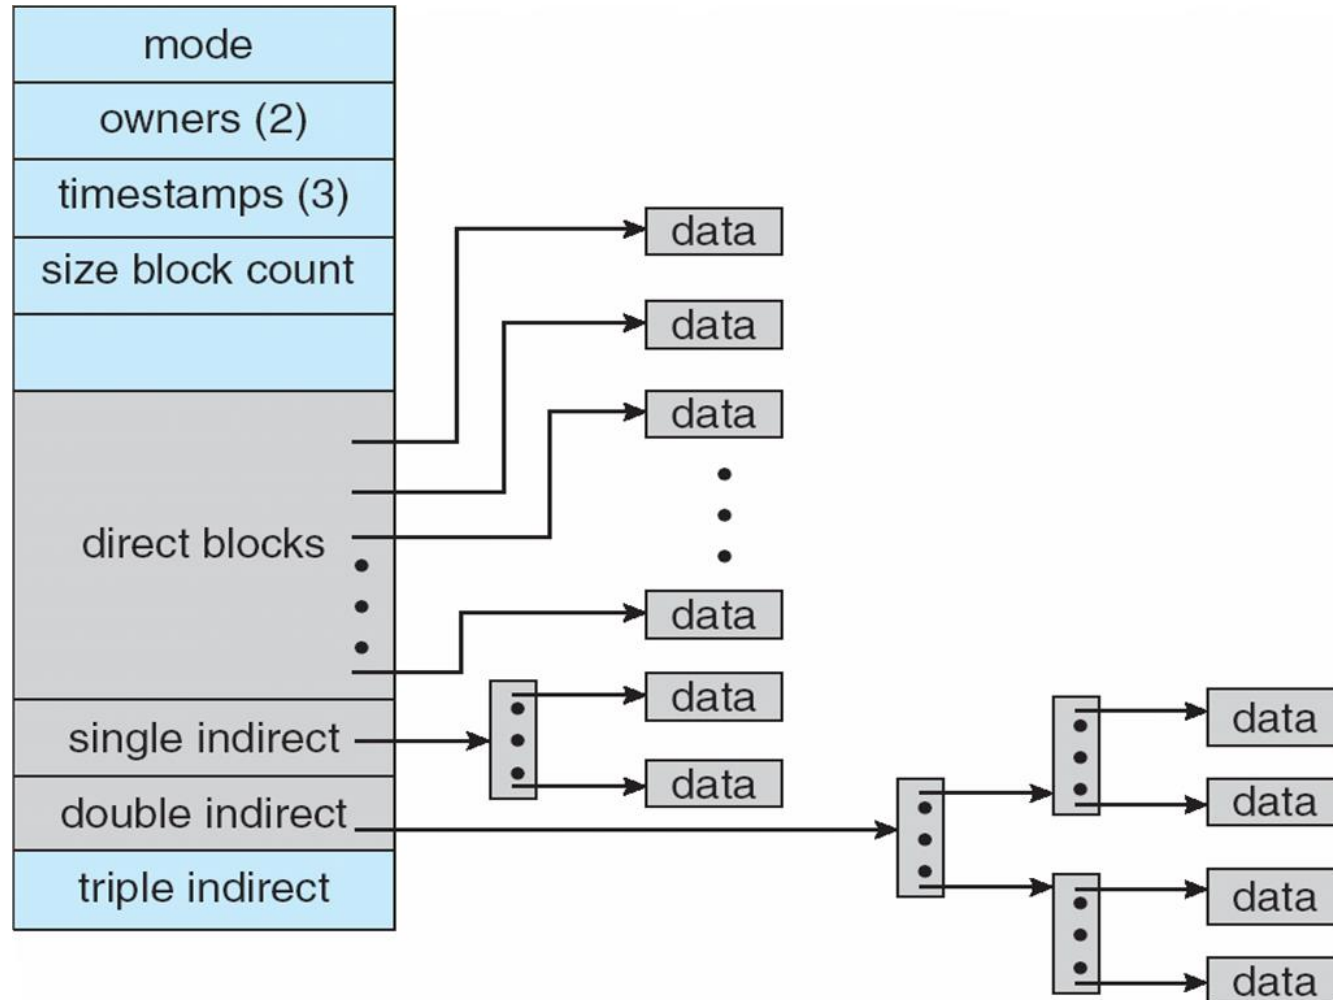 mode
owners (2)
timestamps (3)
size block count
direct blocks
single indirect
double indirect
triple indirect
data
data
data
data
data
data
data
data
data
data